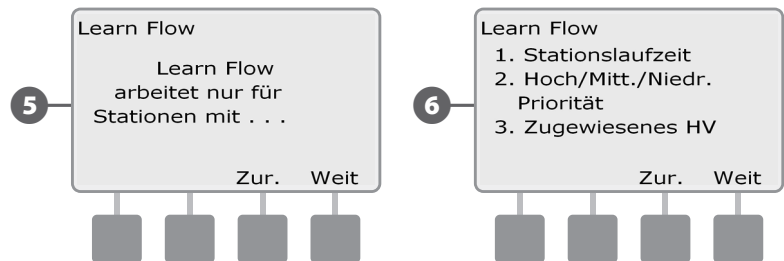 5
Learn Flow
Learn Flow
arbeitet nur für
Stationen mit . . .
Zur. Weit
6
Learn Flow
1. Stationslaufzeit
2. Hoch/Mitt./Niedr.
Priorität
3. Zugewiesenes HV
Zur. Weit